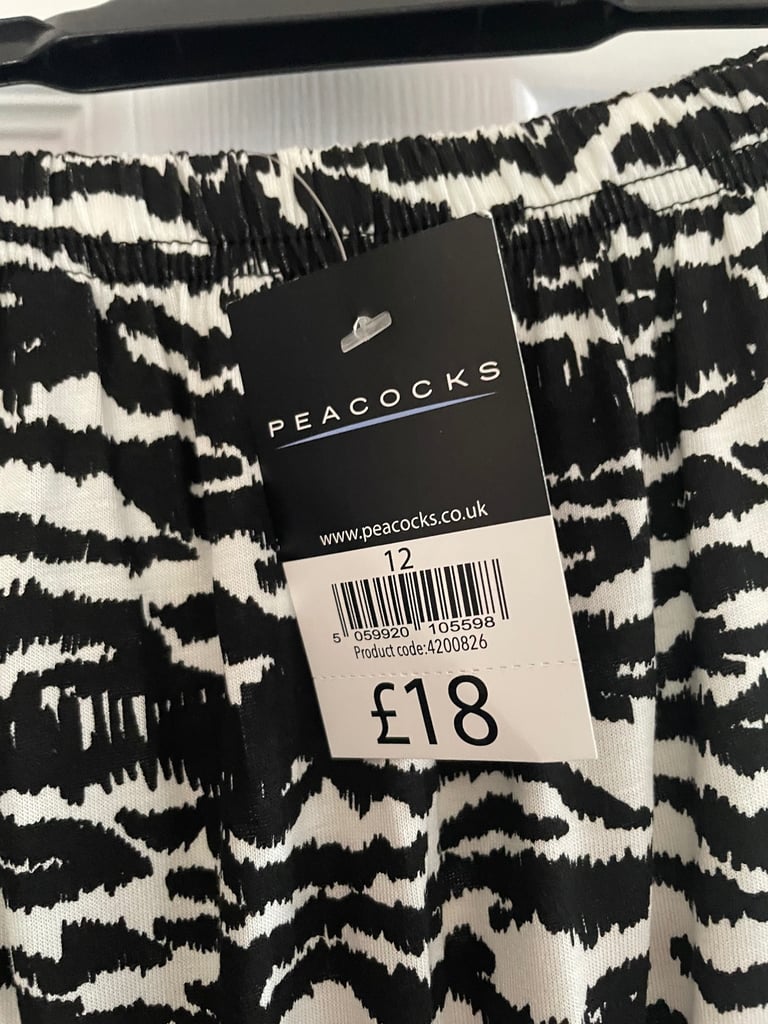 PEACOCKS
www.peacocks.co.uk
12
5 059920 105598
Product code:4200826
£18